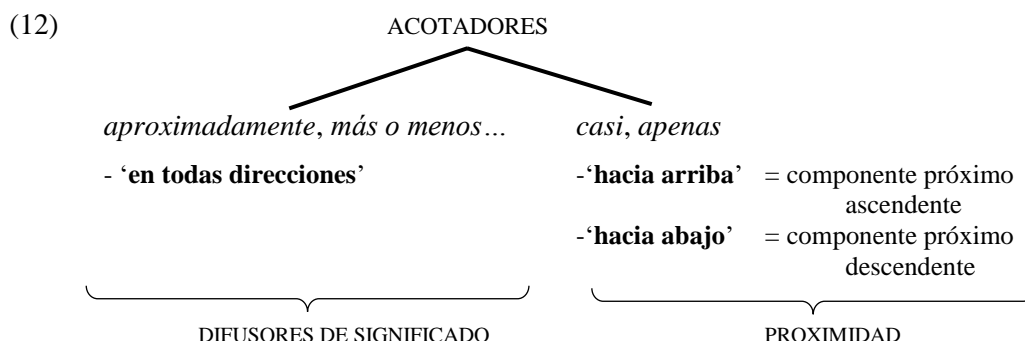 (12) ACOTADORES
aproximadamente, más o menos… casi, apenas
- ‘en todas direcciones’ -‘hacia arriba’ = componente próximo
ascendente
-‘hacia abajo’ = componente próximo
descendente
DIFUSORES DE SIGNIFICADO PROXIMIDAD